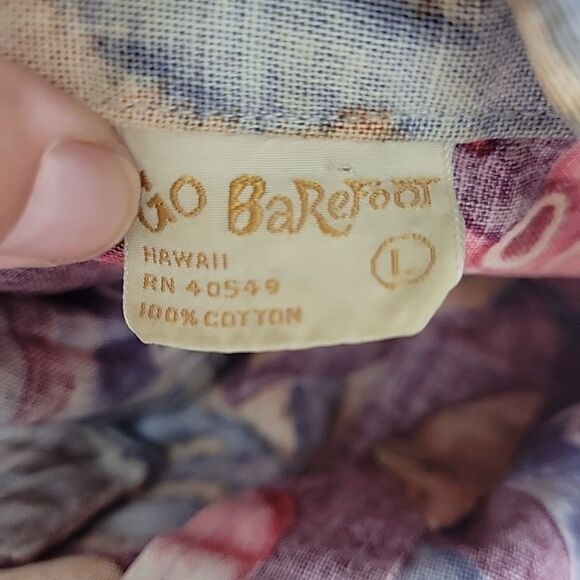 GO BaReFooT
HAWAII
RN 40549
100% COTTON
L